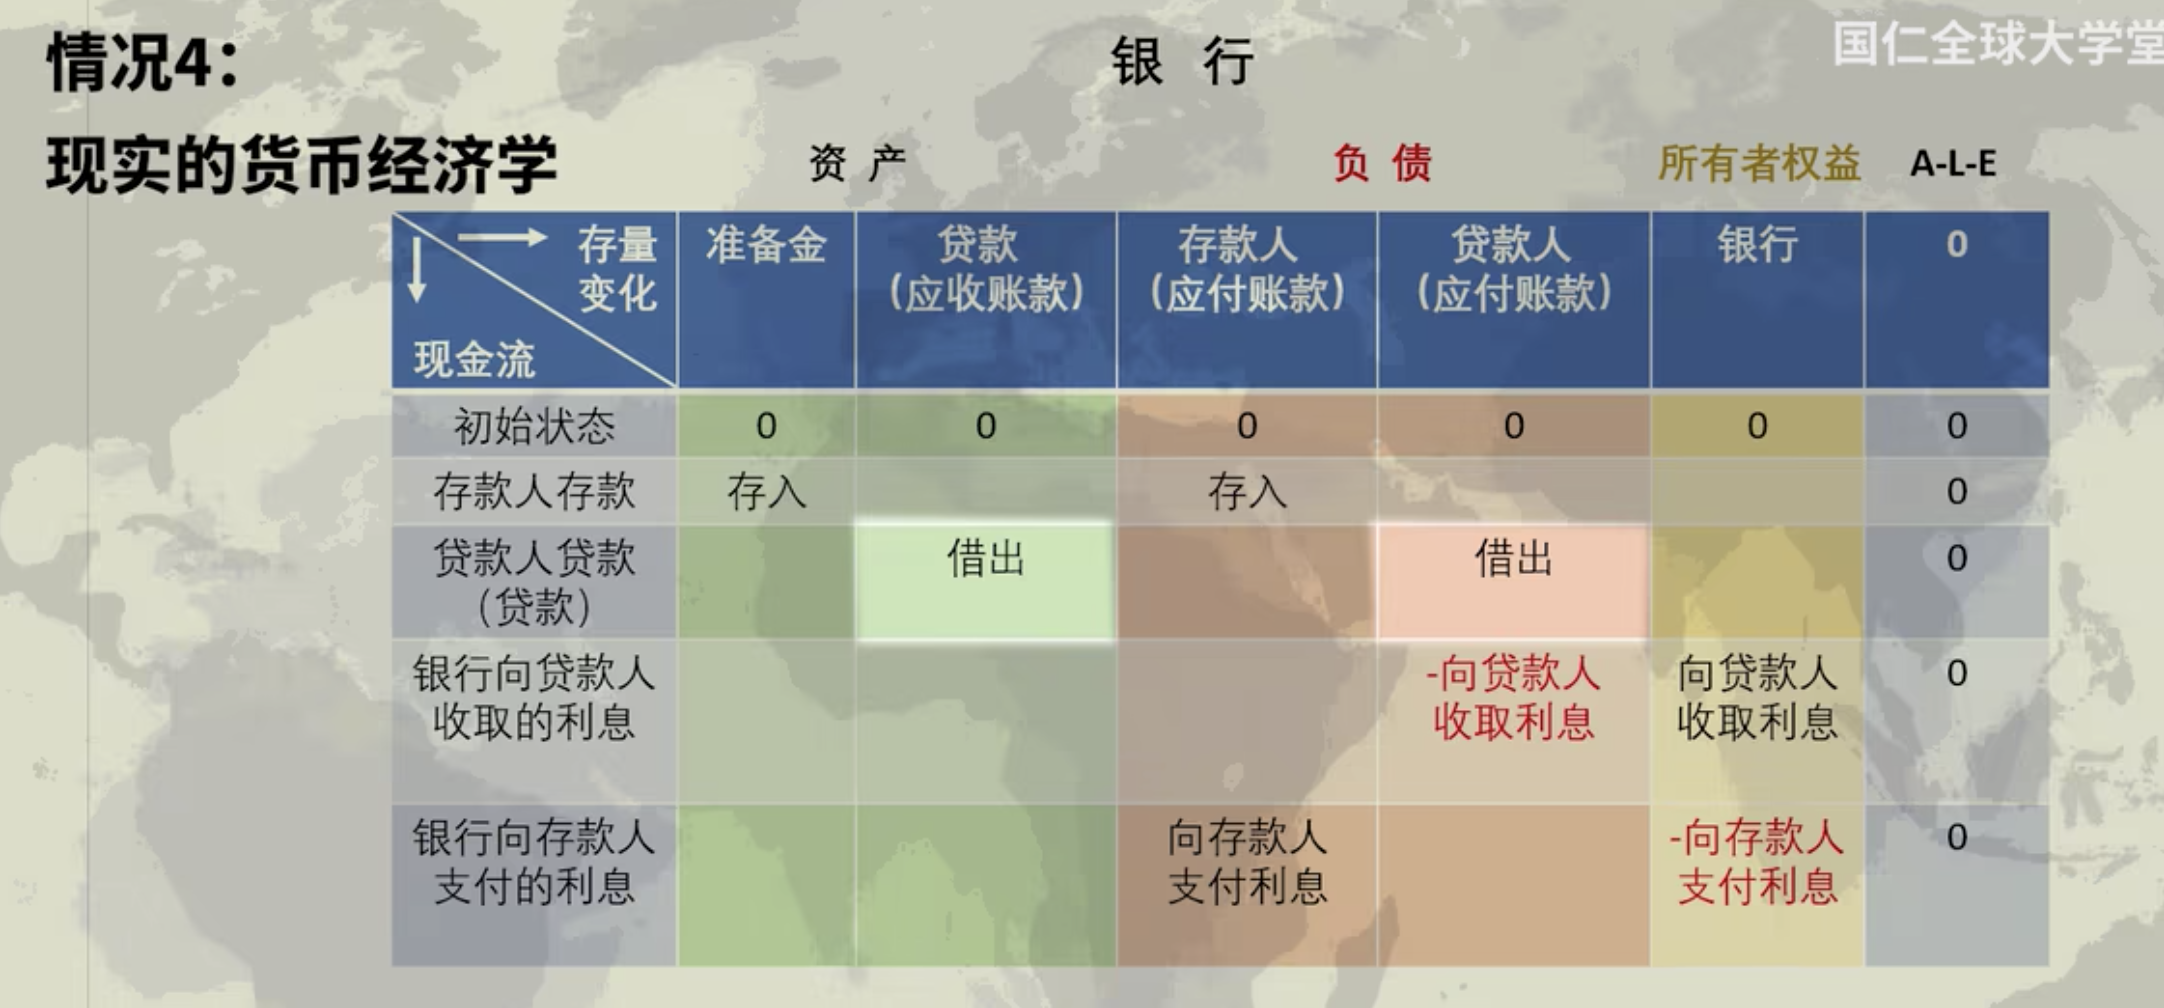 情况4：
银 行
国仁全球大学堂
现实的货币经济学
资 产
负 债
所有者权益
A-L-E
存量
变化
现金流
准备金
贷款
（应收账款）
存款人
（应付账款）
贷款人
（应付账款）
银行
0
初始状态 0 0 0 0 0 0
存款人存款 存入 存入 0
贷款人贷款
（贷款）
借出
借出
0
银行向贷款人
收取的利息
-向贷款人
收取利息
向贷款人
收取利息
0
银行向存款人
支付的利息
向存款人
支付利息
-向存款人
支付利息
0